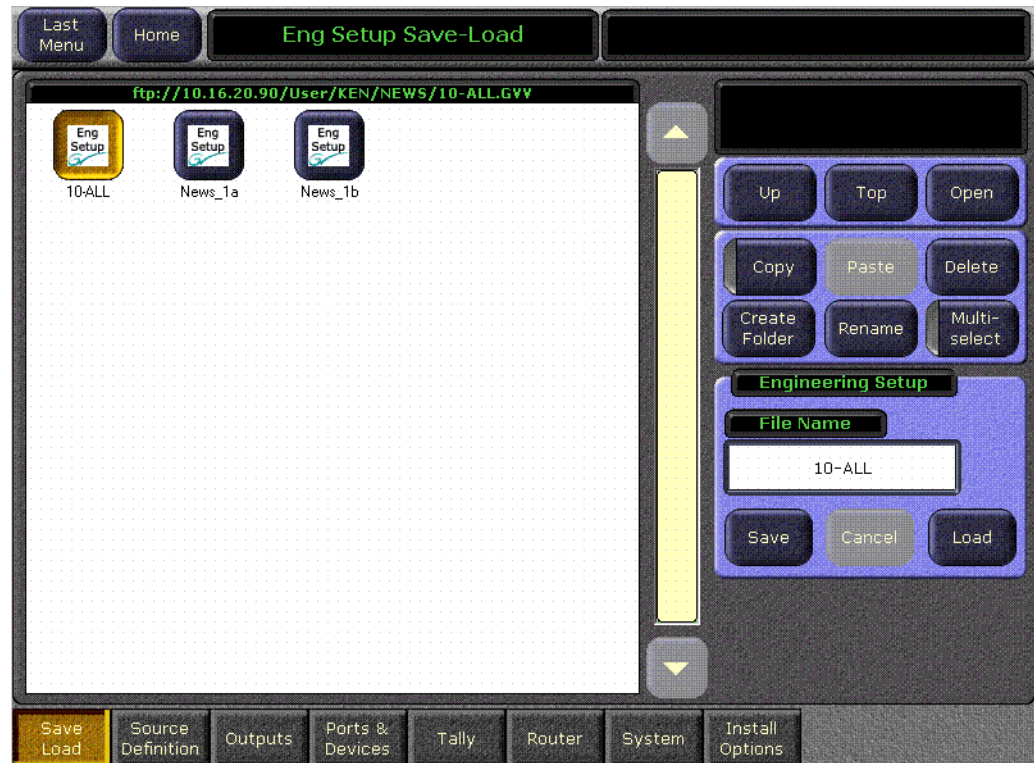 Last Menu
Home
Eng Setup Save-Load
ftp://10.16.20.90/User/KEN/NEWS/10-ALL.GVV
Eng Setup
Eng Setup
Eng Setup
10-ALL
News_1a
News_1b
Up
Top
Open
Copy
Paste
Delete
Create Folder
Rename
Multi-select
Engineering Setup
File Name
10-ALL
Save
Cancel
Load
Save Load
Source Definition
Outputs
Ports & Devices
Tally
Router
System
Install Options